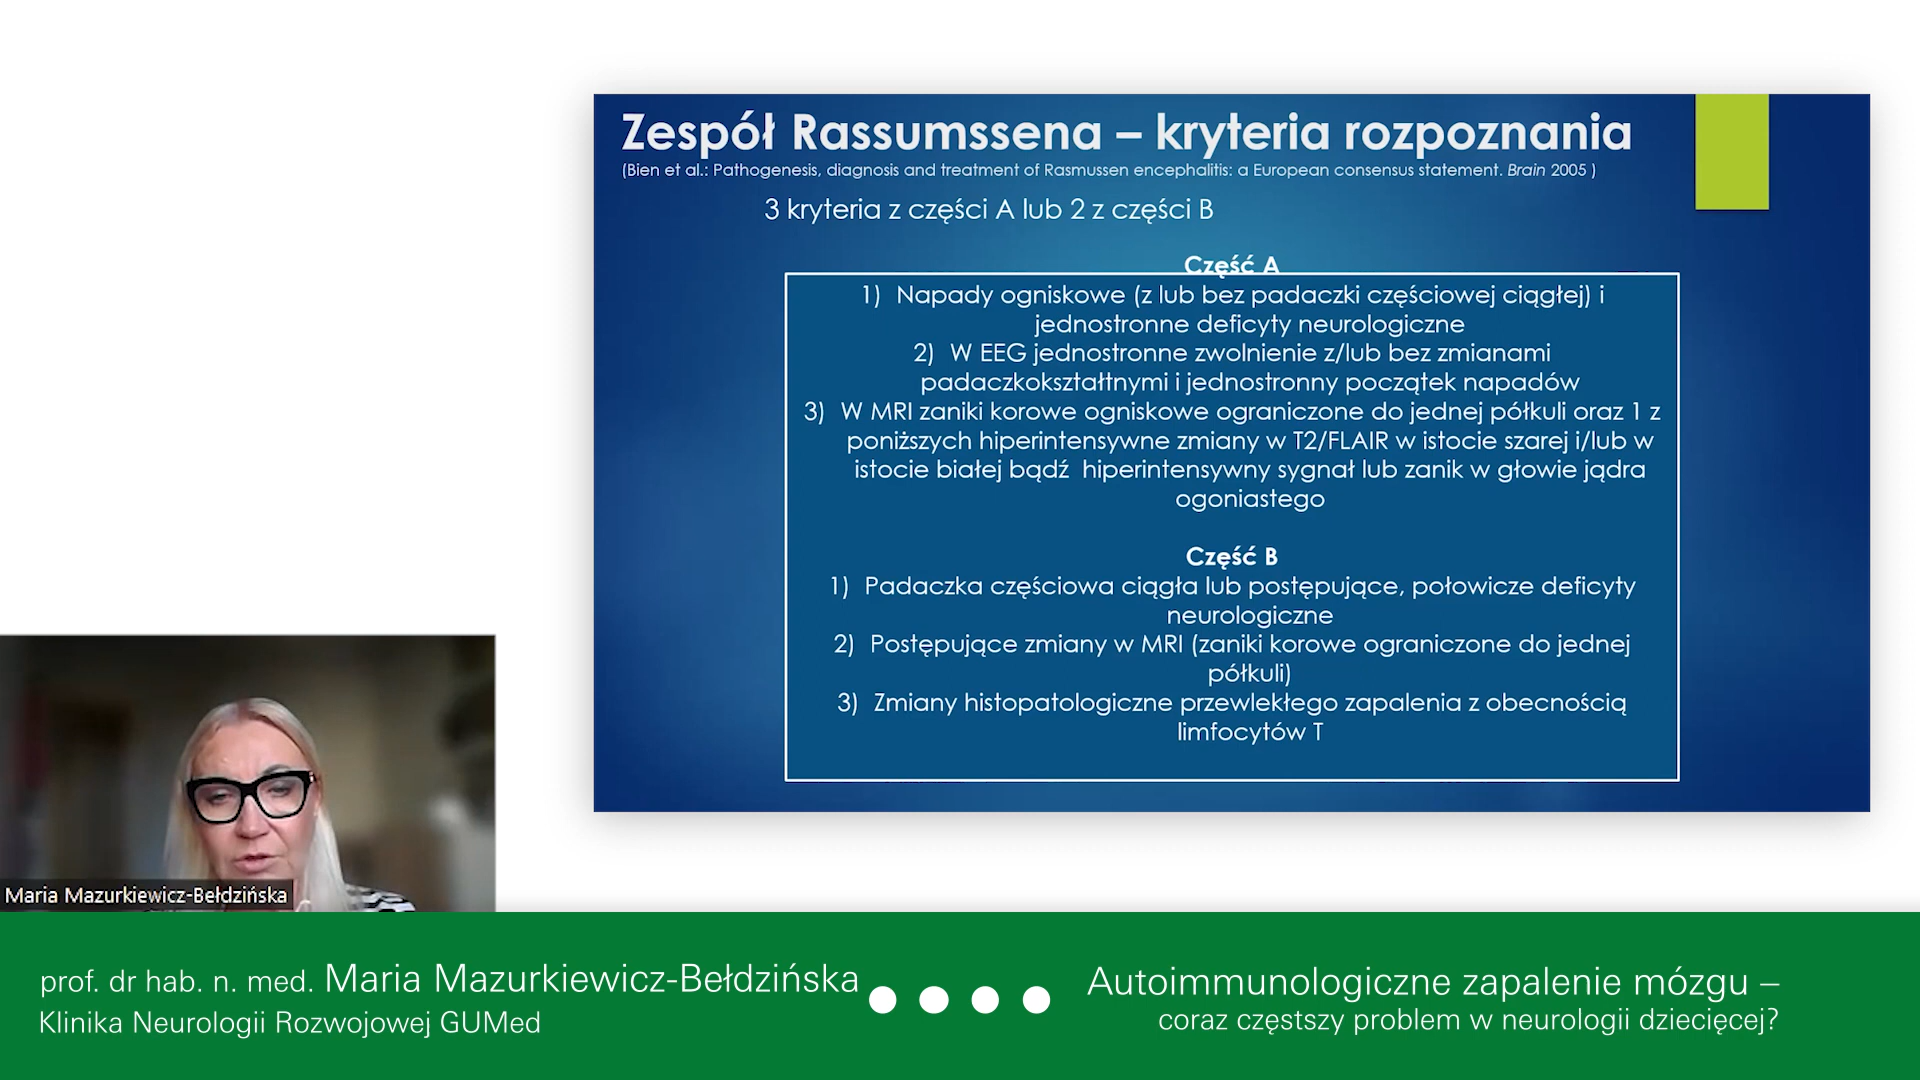 Zespół Rassumssena – kryteria rozpoznania
(Bien et al.: Pathogenesis, diagnosis and treatment of Rasmussen encephalitis: a European consensus statement. Brain 2005 )
3 kryteria z części A lub 2 z części B
Część A
1) Napady ogniskowe (z lub bez padaczki częściowej ciągłej) i
jednostronne deficyty neurologiczne
2) W EEG jednostronne zwolnienie z/lub bez zmianami
padaczkokształtnymi i jednostronny początek napadów
3) W MRI zaniki korowe ogniskowe ograniczone do jednej półkuli oraz 1 z
poniższych hiperintensywne zmiany w T2/FLAIR w istocie szarej i/lub w
istocie białej bądź hiperintensywny sygnał lub zanik w głowie jądra
ogoniastego
Część B
1) Padaczka częściowa ciągła lub postępujące, połowicze deficyty
neurologiczne
2) Postępujące zmiany w MRI (zaniki korowe ograniczone do jednej
półkuli)
3) Zmiany histopatologiczne przewlekłego zapalenia z obecnością
limfocytów T
Maria Mazurkiewicz-Bełdzińska
prof. dr hab. n. med. Maria Mazurkiewicz-Bełdzińska
Klinika Neurologii Rozwojowej GUMed
Autoimmunologiczne zapalenie mózgu –
coraz częstszy problem w neurologii dziecięcej?